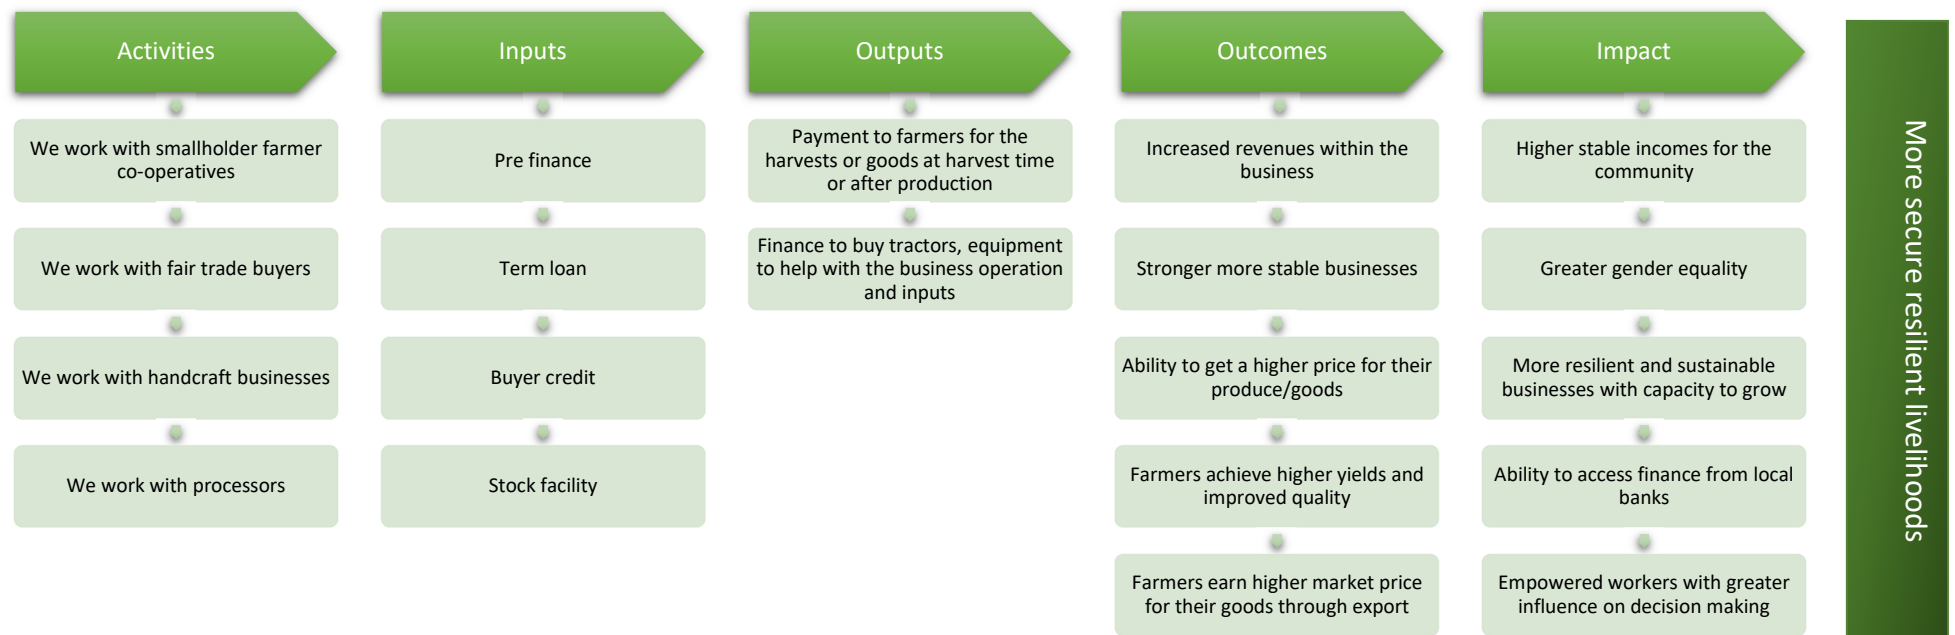 Activities
We work with smallholder farmer
co-operatives
We work with fair trade buyers
We work with handcraft businesses
We work with processors
Inputs
Pre finance
Term loan
Buyer credit
Stock facility
Outputs
Payment to farmers for the
harvests or goods at harvest time
or after production
Finance to buy tractors, equipment
to help with the business operation
and inputs
Outcomes
Increased revenues within the
business
Stronger more stable businesses
Ability to get a higher price for their
produce/goods
Farmers achieve higher yields and
improved quality
Farmers earn higher market price
for their goods through export
Impact
Higher stable incomes for the
community
Greater gender equality
More resilient and sustainable
businesses with capacity to grow
Ability to access finance from local
banks
Empowered workers with greater
influence on decision making
More secure resilient livelihoods